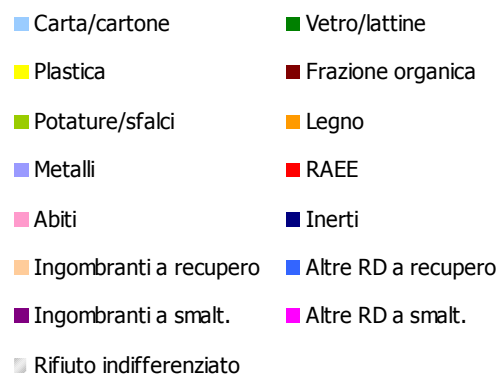 Carta/cartone Vetro/lattine
Plastica Frazione organica
Potature/sfalci Legno
Metalli RAEE
Abiti Inerti
Ingombranti a recupero Altre RD a recupero
Ingombranti a smalt. Altre RD a smalt.
Rifiuto indifferenziato